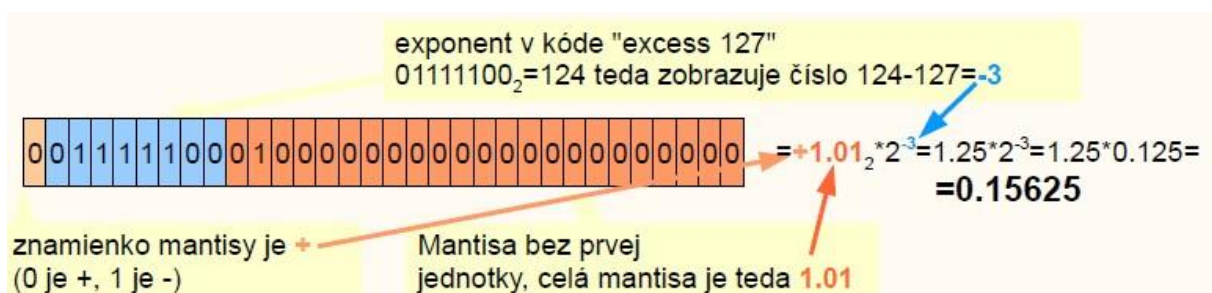 exponent v kóde "excess 127"
01111100₂=124 teda zobrazuje číslo 124-127=-3
00111110001000000000000000000000 =+1.01₂*2⁻³=1.25*2⁻³=1.25*0.125=
=0.15625
znamienko mantisy je +
(0 je +, 1 je -)
Mantisa bez prvej
jednotky, celá mantisa je teda 1.01